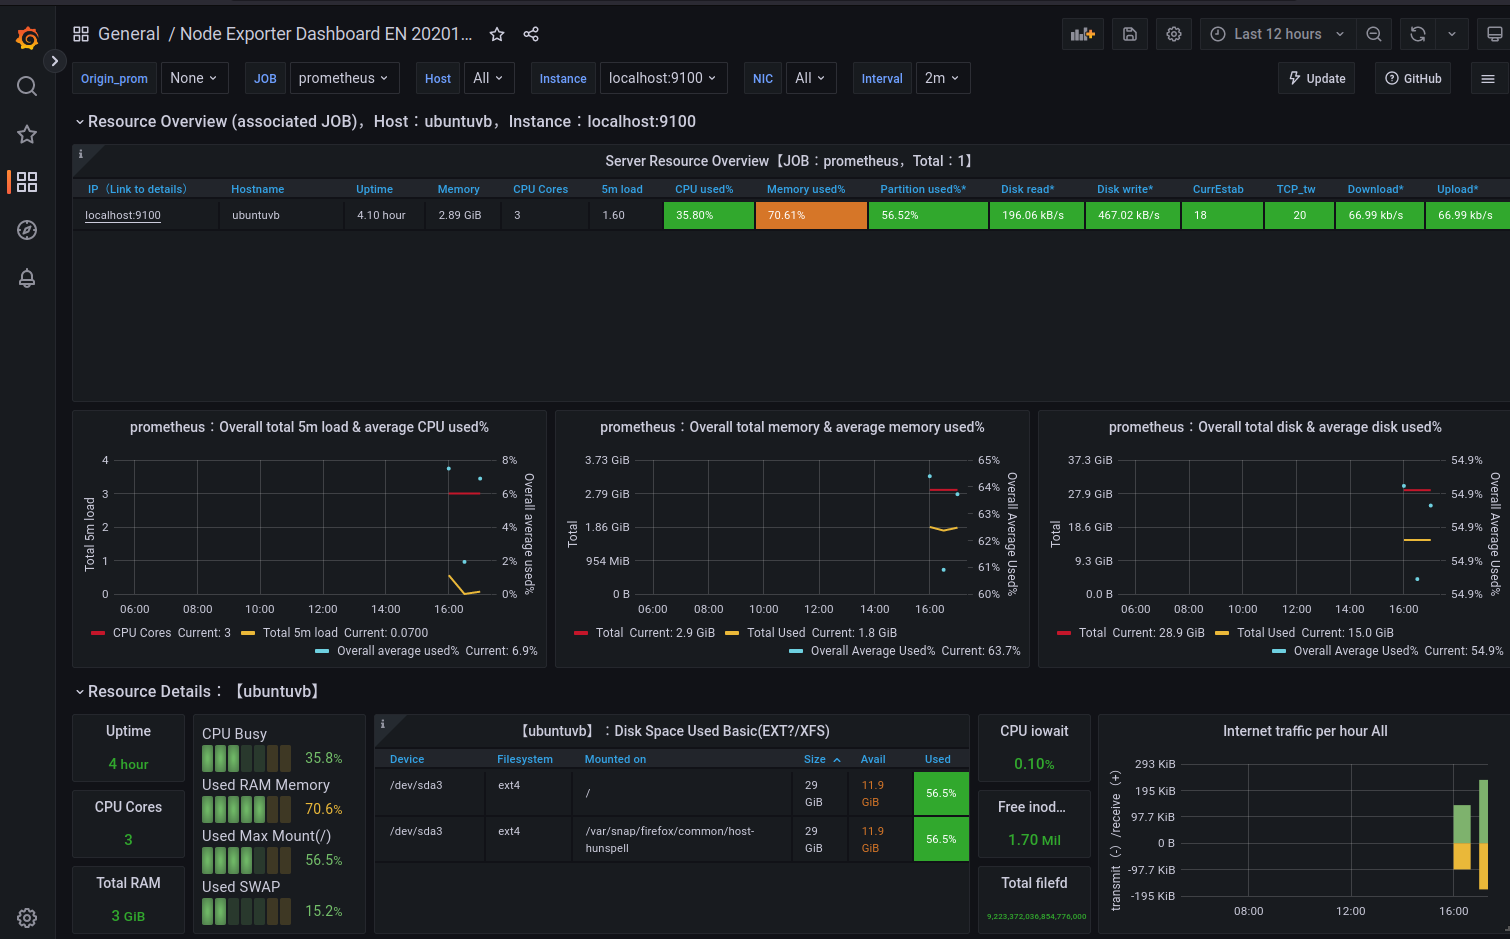 General / Node Exporter Dashboard EN 20201...
Last 12 hours
Origin_prom None JOB prometheus Host All Instance localhost:9100 NIC All Interval 2m Update GitHub
Resource Overview (associated JOB)，Host：ubuntuvb，Instance：localhost:9100
i
Server Resource Overview【JOB：prometheus，Total：1】
IP（Link to details） Hostname Uptime Memory CPU Cores 5m load CPU used% Memory used% Partition used%* Disk read* Disk write* CurrEstab TCP_tw Download* Upload*
localhost:9100 ubuntuvb 4.10 hour 2.89 GiB 3 1.60 35.80% 70.61% 56.52% 196.06 kB/s 467.02 kB/s 18 20 66.99 kb/s 66.99 kb/s
prometheus：Overall total 5m load & average CPU used%
Total 5m load
4
3
2
1
0
8%
6%
4%
2%
0%
Overall average used%
06:00 08:00 10:00 12:00 14:00 16:00
CPU Cores Current: 3 Total 5m load Current: 0.0700
Overall average used% Current: 6.9%
prometheus：Overall total memory & average memory used%
Total
3.73 GiB
2.79 GiB
1.86 GiB
954 MiB
0 B
65%
64%
63%
62%
61%
60%
Overall Average Used%
06:00 08:00 10:00 12:00 14:00 16:00
Total Current: 2.9 GiB Total Used Current: 1.8 GiB
Overall Average Used% Current: 63.7%
prometheus：Overall total disk & average disk used%
Total
37.3 GiB
27.9 GiB
18.6 GiB
9.3 GiB
0.0 B
54.9%
54.9%
54.9%
54.9%
54.9%
Overall Average Used%
06:00 08:00 10:00 12:00 14:00 16:00
Total Current: 28.9 GiB Total Used Current: 15.0 GiB
Overall Average Used% Current: 54.9%
Resource Details：【ubuntuvb】
Uptime
4 hour
CPU Cores
3
Total RAM
3 GiB
CPU Busy
35.8%
Used RAM Memory
70.6%
Used Max Mount(/)
56.5%
Used SWAP
15.2%
i
【ubuntuvb】：Disk Space Used Basic(EXT?/XFS)
Device Filesystem Mounted on Size Avail Used
/dev/sda3 ext4 / 29 GiB 11.9 GiB 56.5%
/dev/sda3 ext4 /var/snap/firefox/common/host-
hunspell 29 GiB 11.9 GiB 56.5%
CPU iowait
0.10%
Free inod...
1.70 Mil
Total filefd
9,223,372,036,854,776,000
Internet traffic per hour All
transmit（-）/receive（+）
293 KiB
195 KiB
97.7 KiB
0 B
-97.7 KiB
-195 KiB
08:00 12:00 16:00